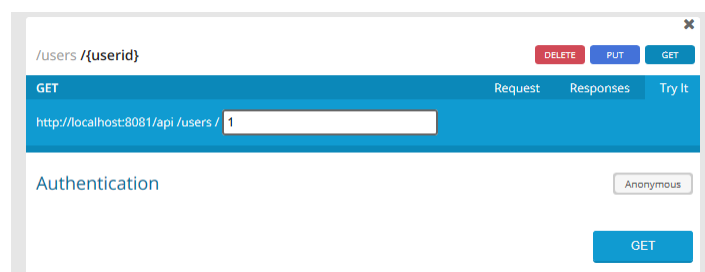 ✖
/users /{userid} DELETE PUT GET
GET Request Responses Try It
http://localhost:8081/api /users / 1
Authentication Anonymous
GET